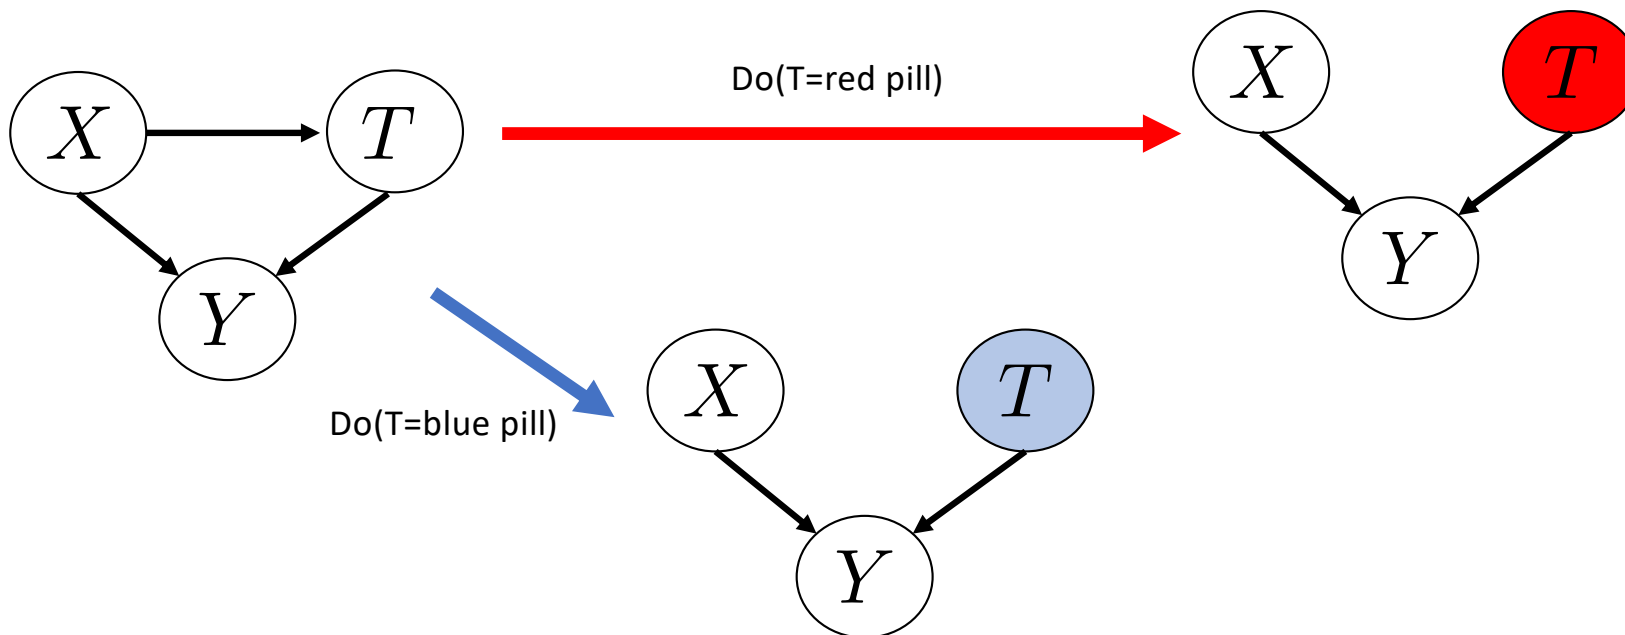 X T
Y
Do(T=red pill)
X T
Y
Do(T=blue pill)
X T
Y